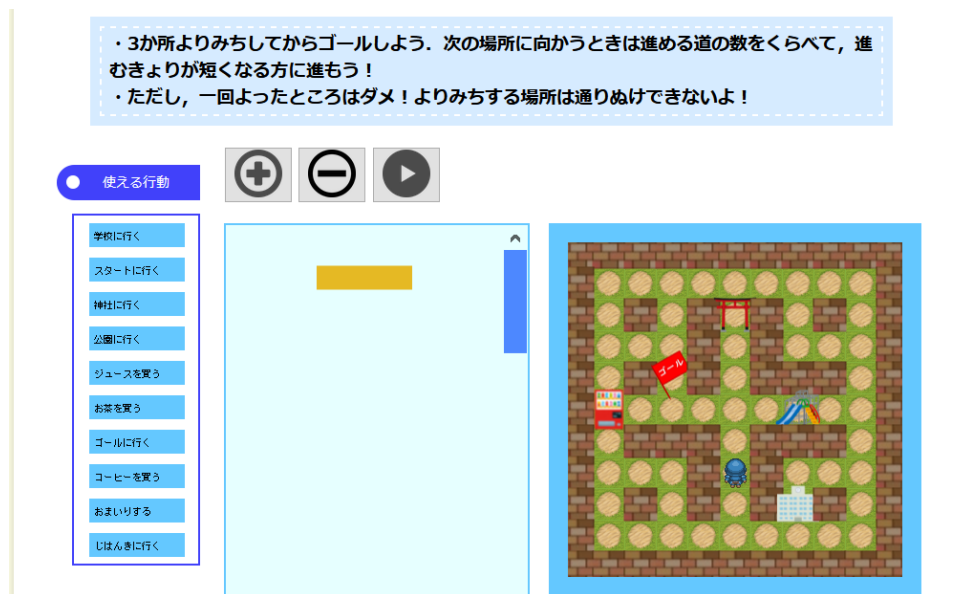 ・3か所よりみちしてからゴールしよう．次の場所に向かうときは進める道の数をくらべて，進
むきょりが短くなる方に進もう！
・ただし，一回よったところはダメ！よりみちする場所は通りぬけできないよ！
使える行動
学校に行く
スタートに行く
神社に行く
公園に行く
ジュースを買う
お茶を買う
ゴールに行く
コーヒーを買う
おまいりする
じはんきに行く
ゴール